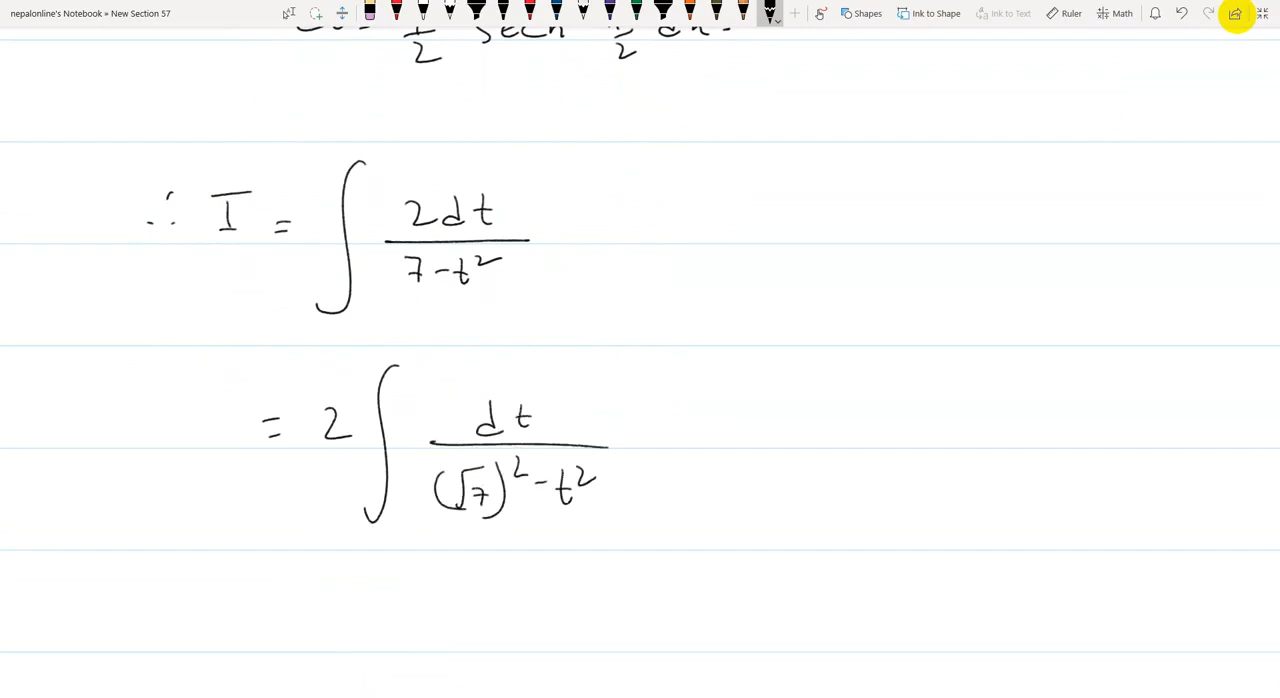 nepalonline's Notebook » New Section 57
Shapes Ink to Shape Ink to Text Ruler Math
∴ I = ∫ 2dt / 7-t²
= 2 ∫ dt / (√7)² - t²